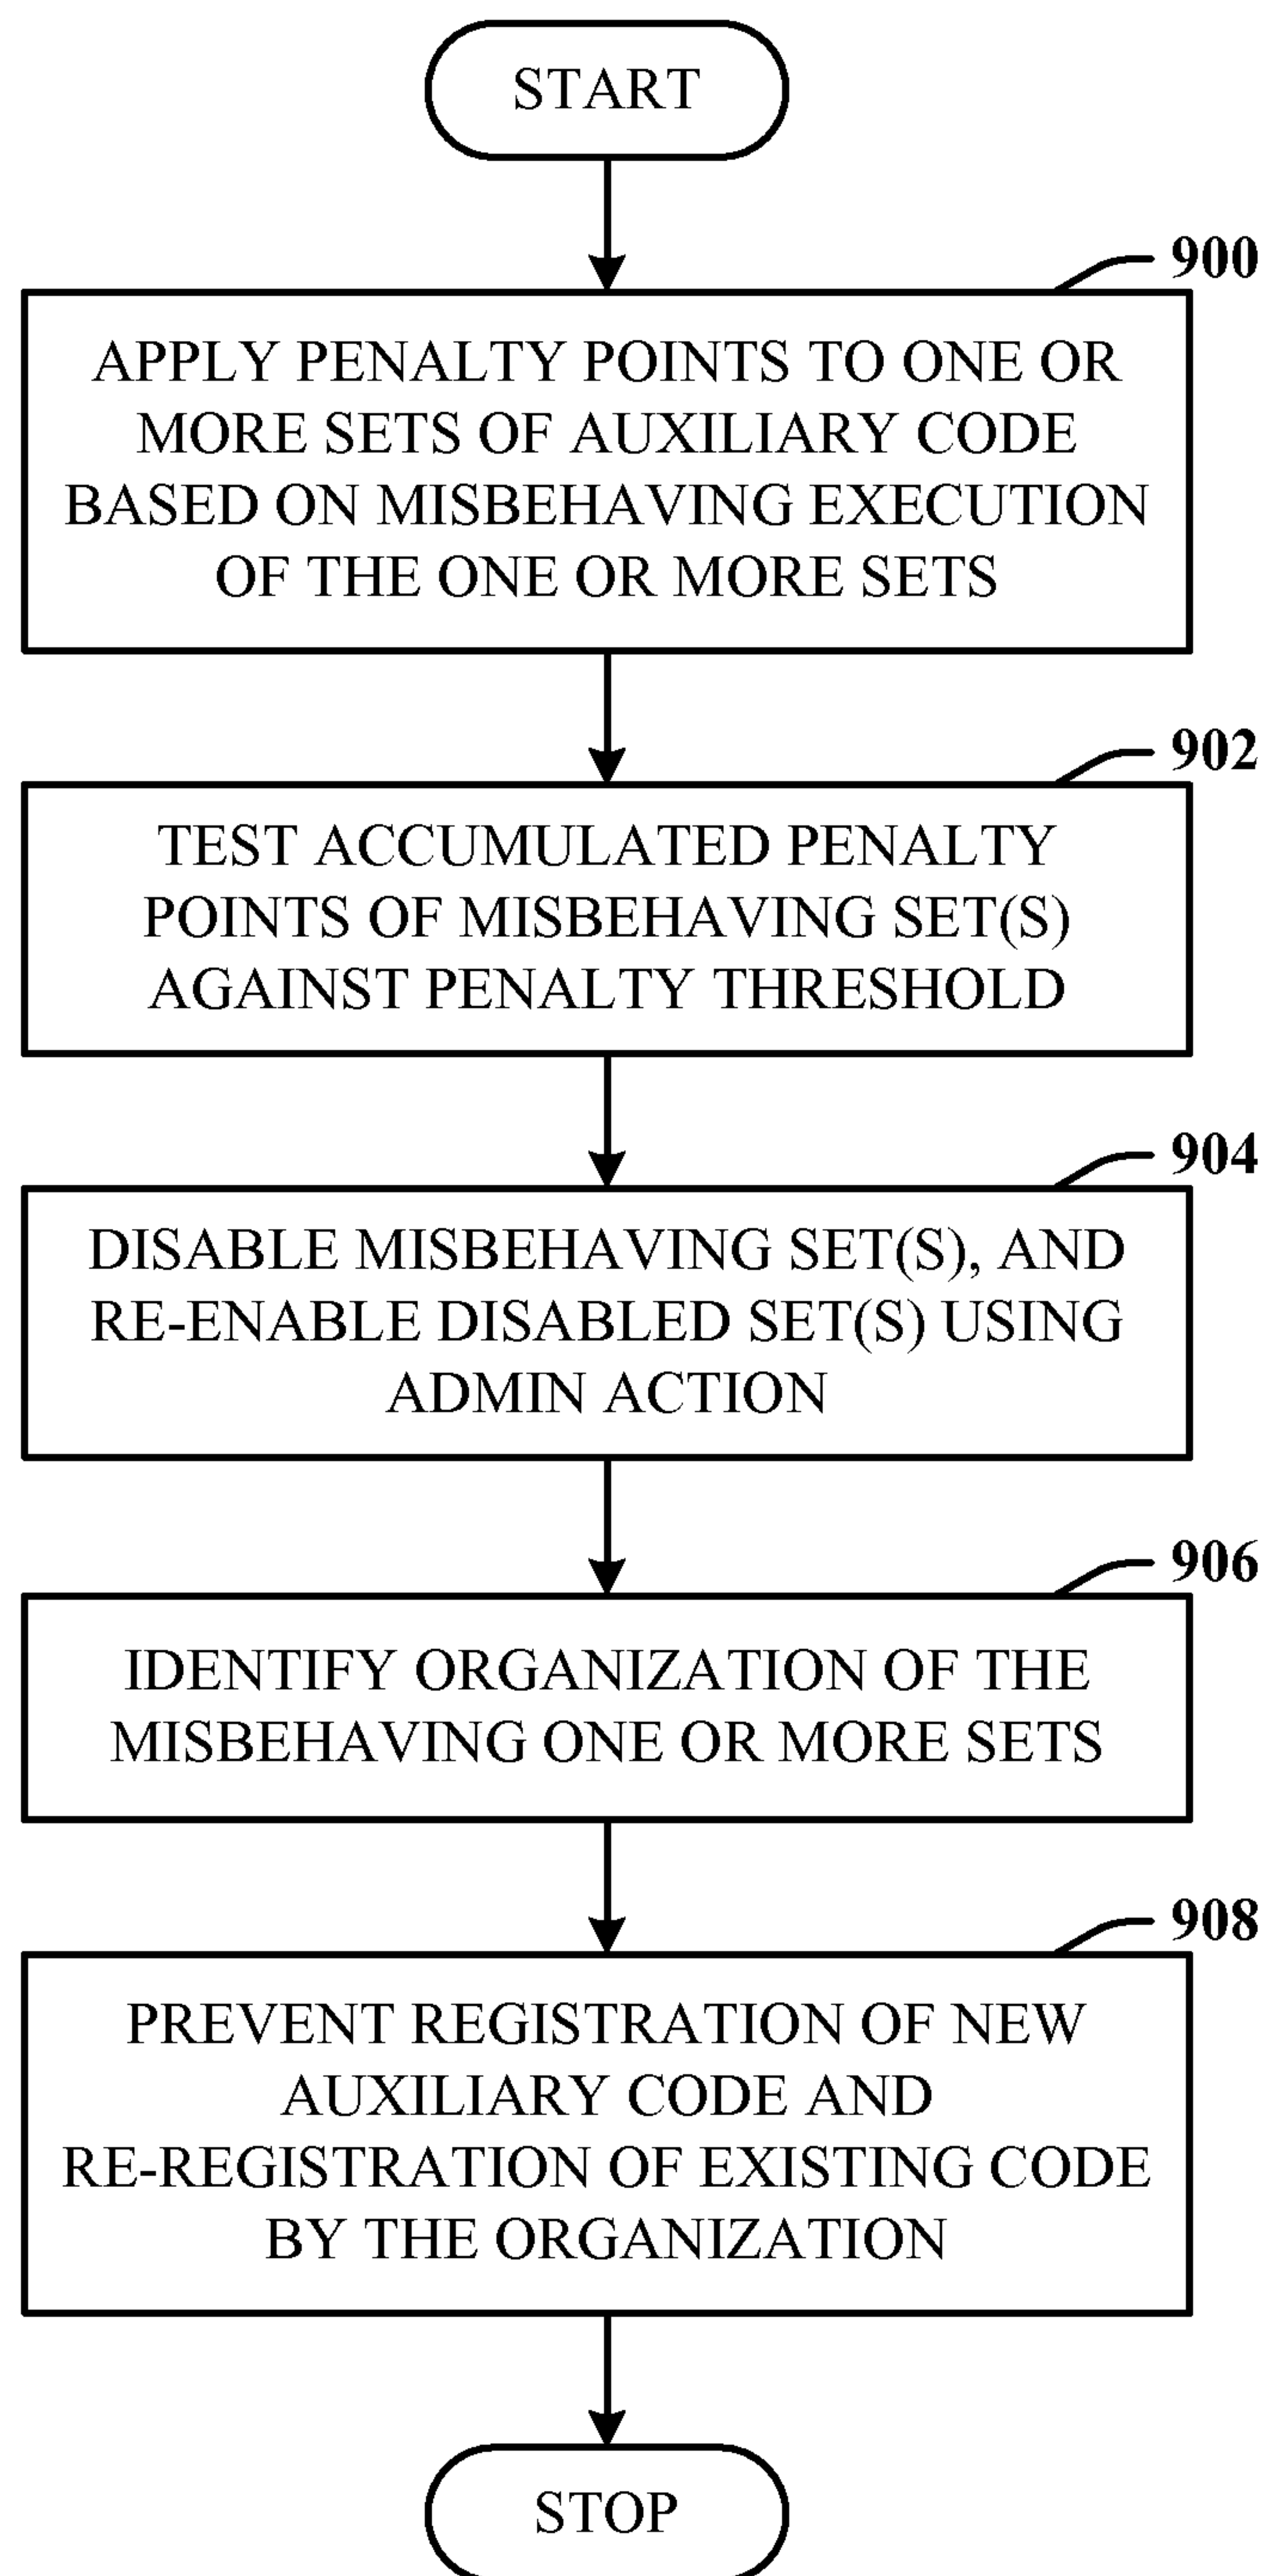 START
900
APPLY PENALTY POINTS TO ONE OR
MORE SETS OF AUXILIARY CODE
BASED ON MISBEHAVING EXECUTION
OF THE ONE OR MORE SETS
902
TEST ACCUMULATED PENALTY
POINTS OF MISBEHAVING SET(S)
AGAINST PENALTY THRESHOLD
904
DISABLE MISBEHAVING SET(S), AND
RE-ENABLE DISABLED SET(S) USING
ADMIN ACTION
906
IDENTIFY ORGANIZATION OF THE
MISBEHAVING ONE OR MORE SETS
908
PREVENT REGISTRATION OF NEW
AUXILIARY CODE AND
RE-REGISTRATION OF EXISTING CODE
BY THE ORGANIZATION
STOP